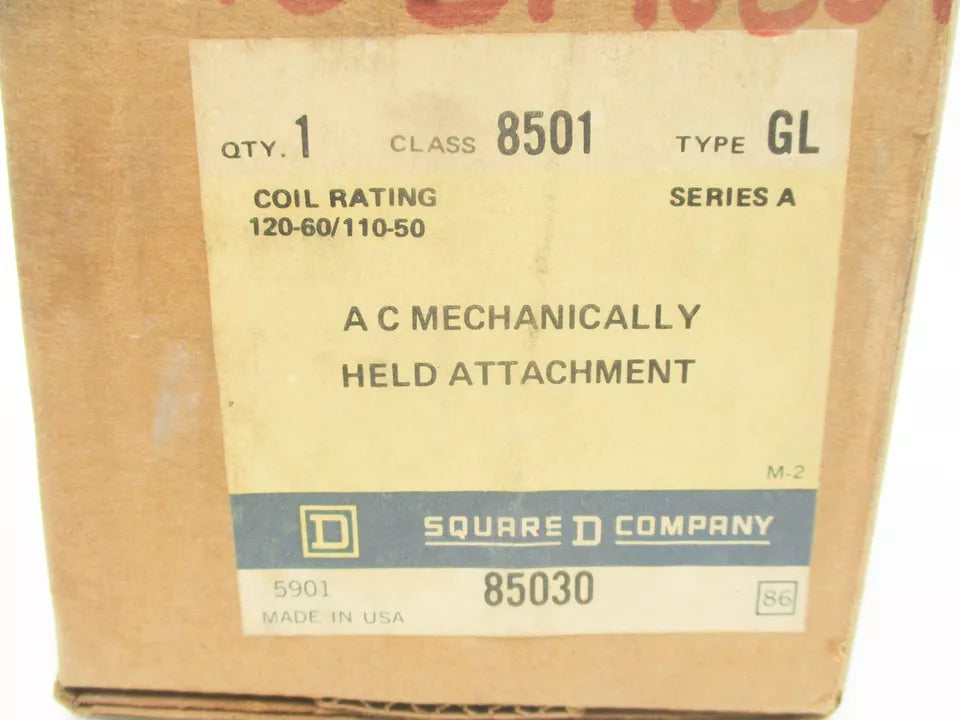 QTY. 1 CLASS 8501 TYPE GL
COIL RATING SERIES A
120-60/110-50
A C MECHANICALLY
HELD ATTACHMENT
M-2
D SQUARE D COMPANY
5901 85030 86
MADE IN USA